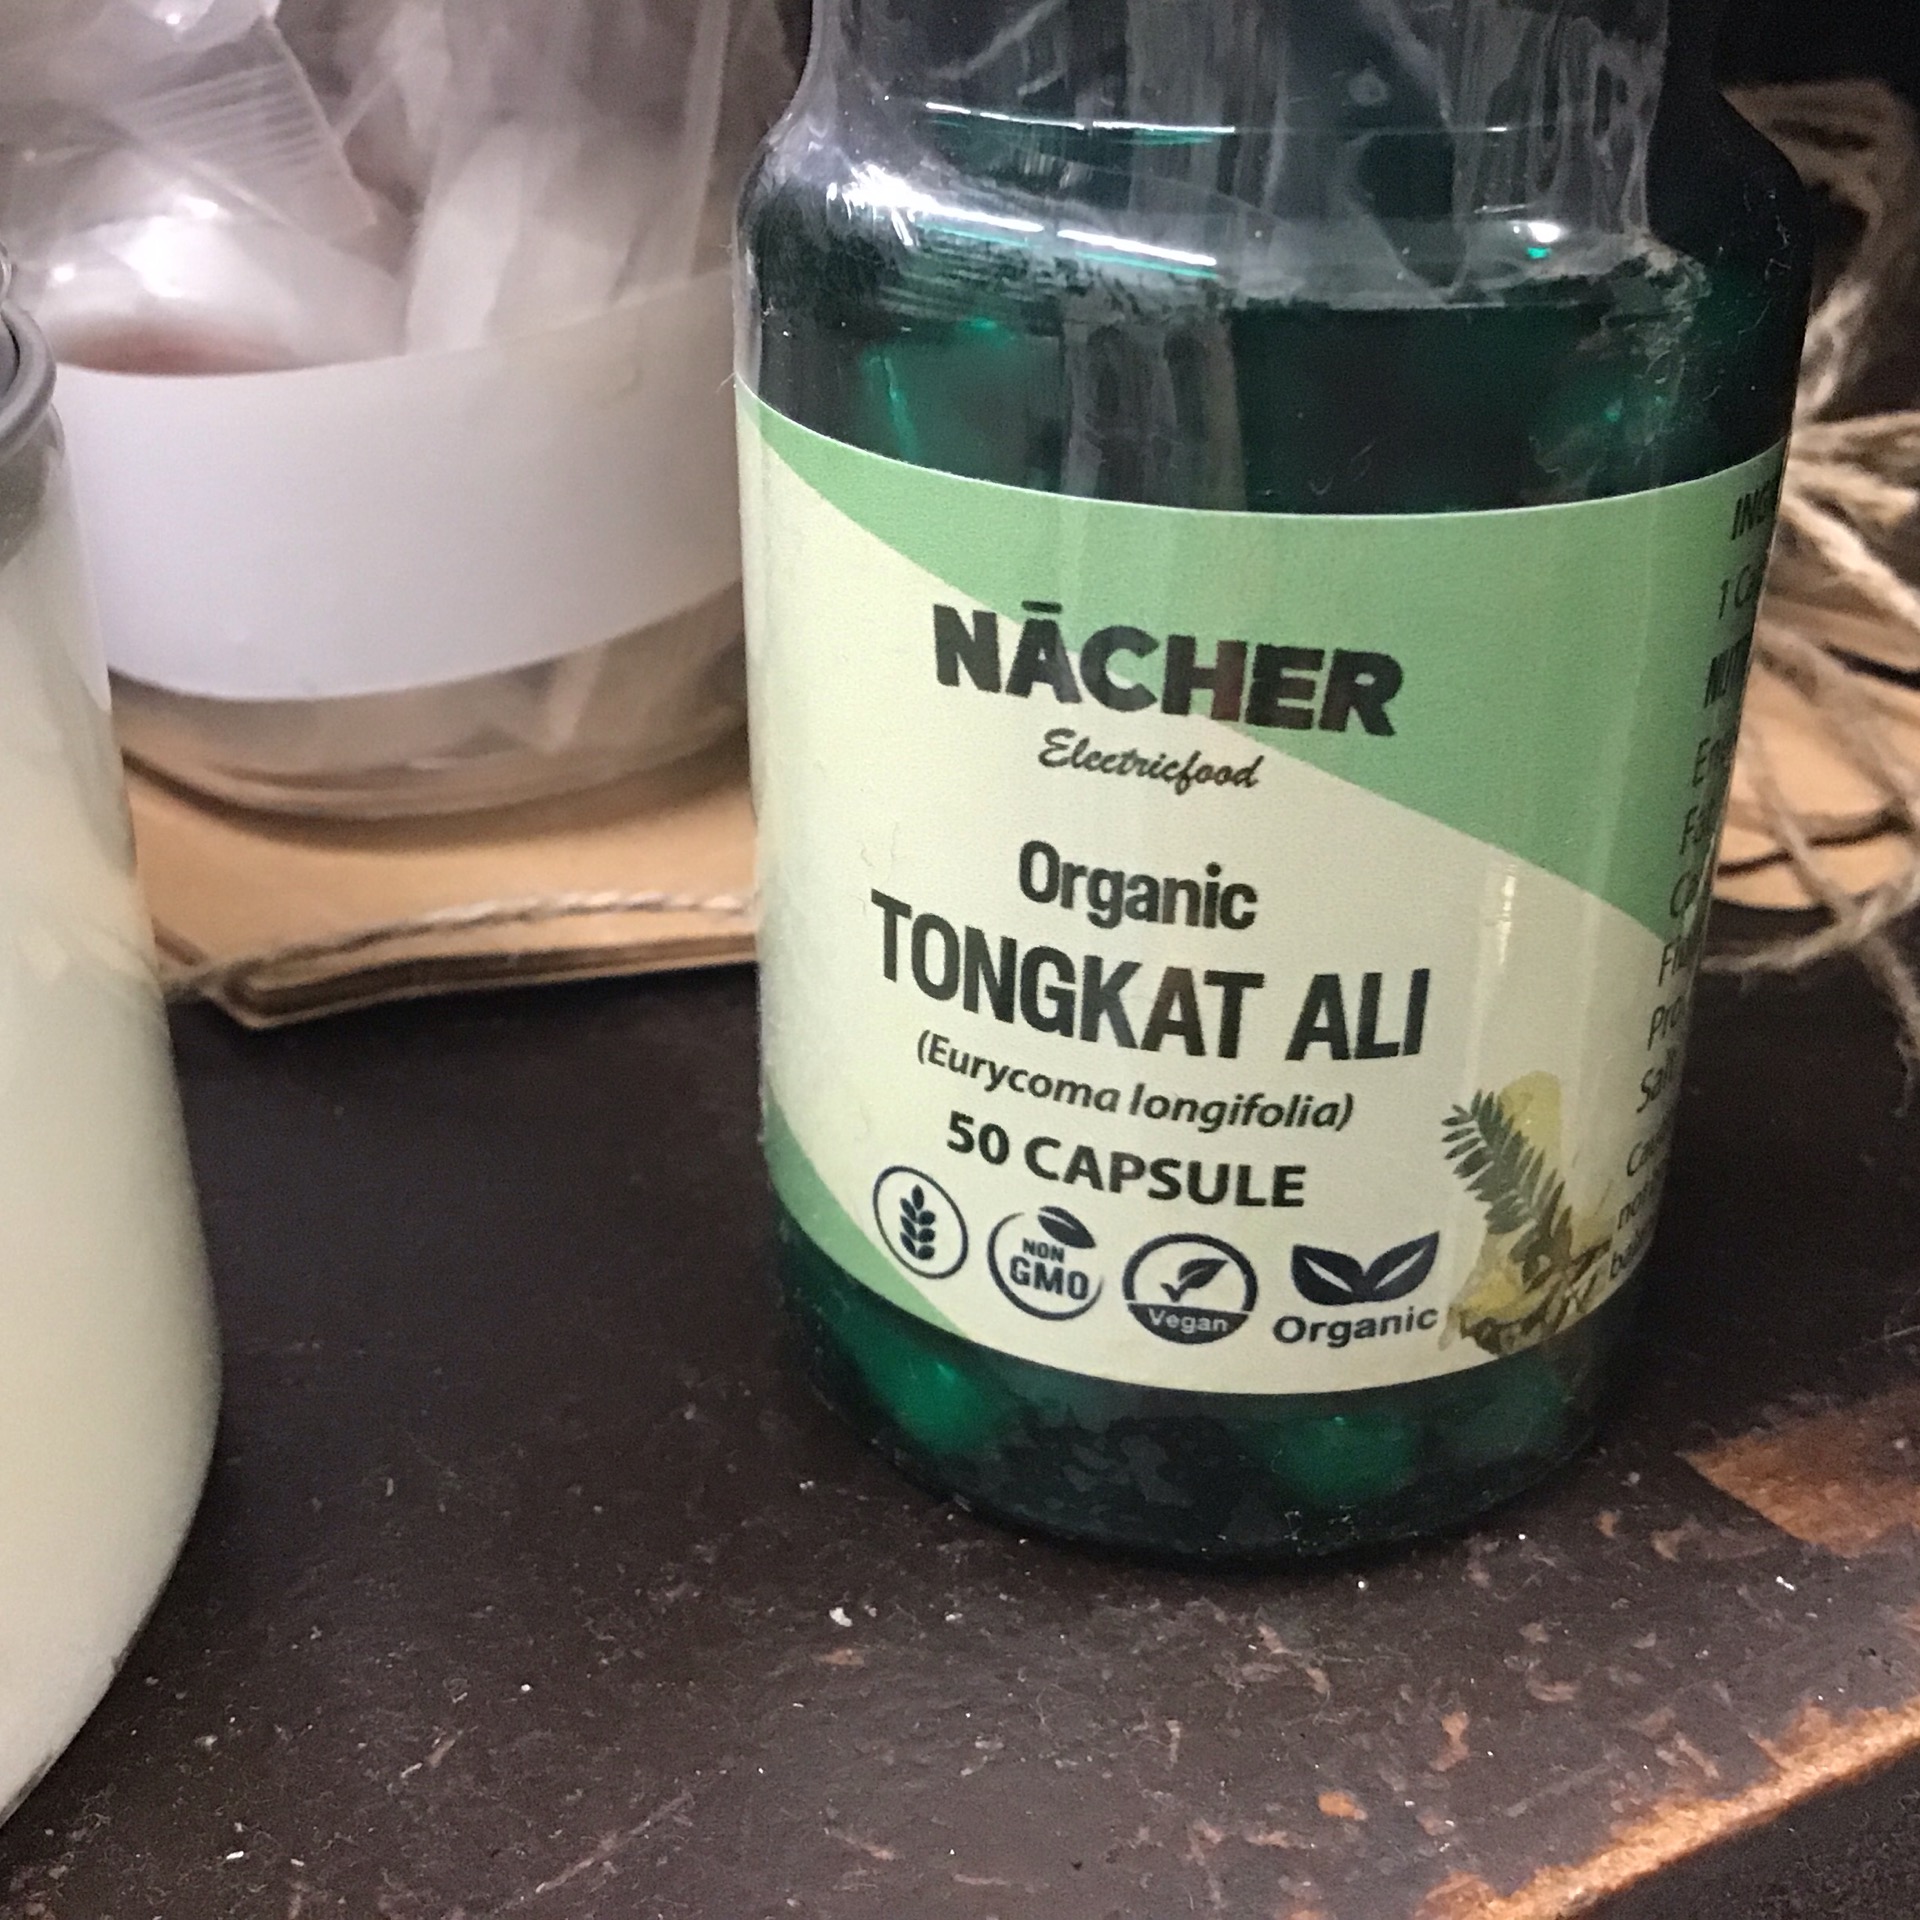 NĀCHER
Electricfood
Organic
TONGKAT ALI
(Eurycoma longifolia)
50 CAPSULE
NON
GMO
Vegan
Organic